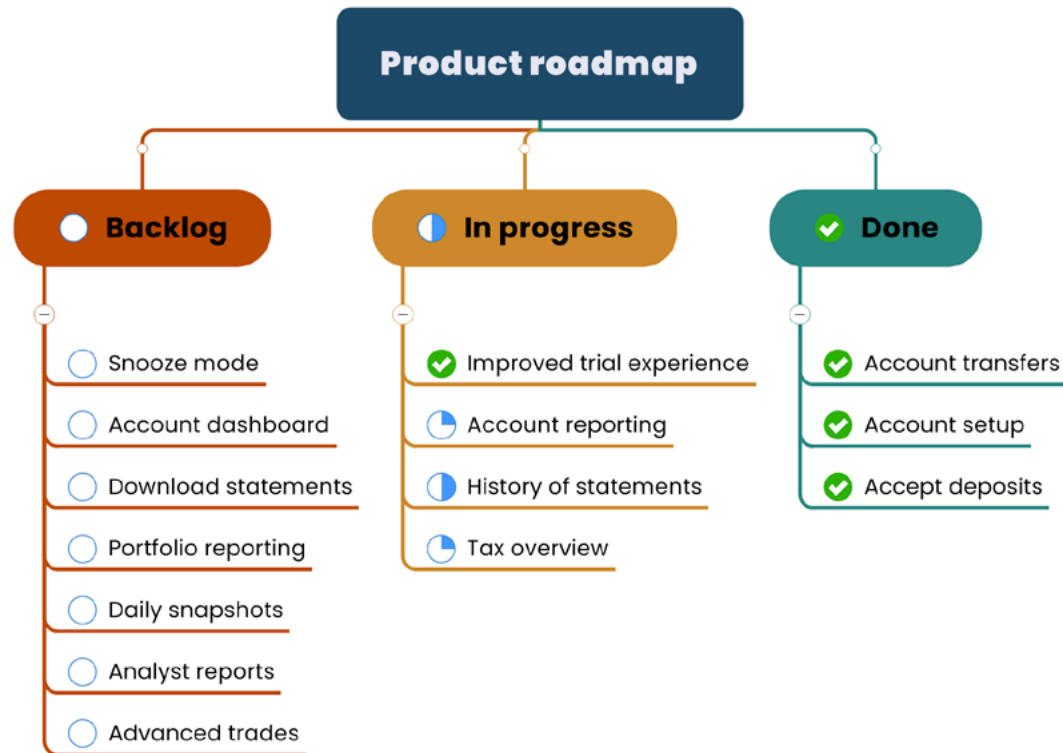 Product roadmap
Backlog
In progress
Done
Snooze mode
Account dashboard
Download statements
Portfolio reporting
Daily snapshots
Analyst reports
Advanced trades
Improved trial experience
Account reporting
History of statements
Tax overview
Account transfers
Account setup
Accept deposits